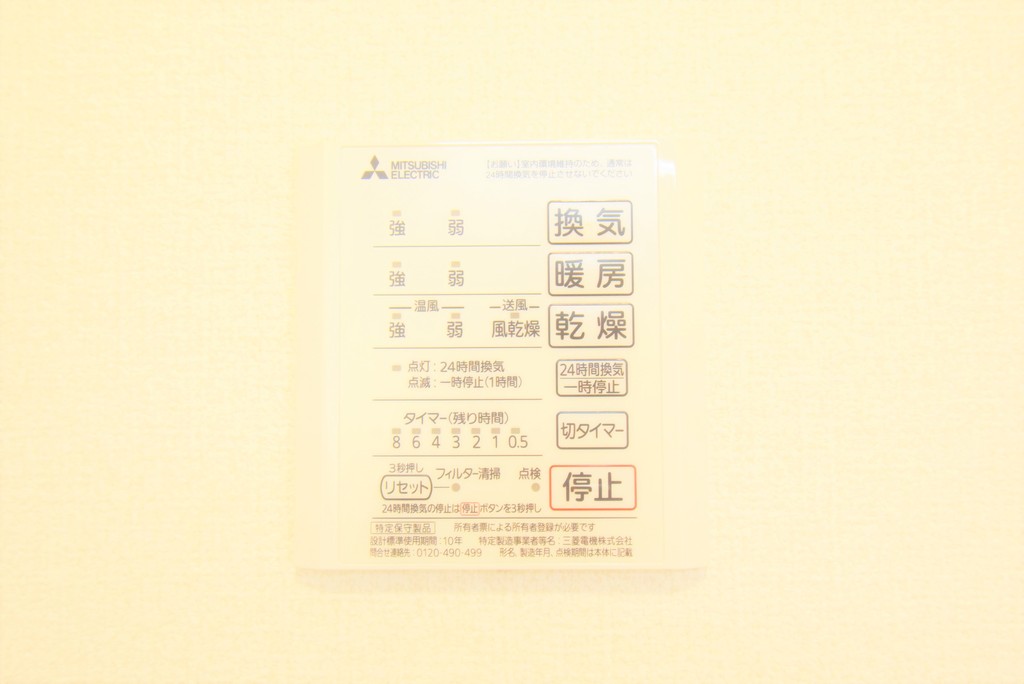 MITSUBISHI
ELECTRIC
【お願い】室内環境維持のため、通常は
24時間換気を停止させないでください
強 弱 換気
強 弱 暖房
温風 送風
強 弱 風乾燥 乾燥
点灯:24時間換気
点滅:一時停止(1時間)
24時間換気
一時停止
タイマー(残り時間)
8 6 4 3 2 1 0.5
切タイマー
3秒押し
リセット フィルター清掃 点検
停止
24時間換気の停止は停止ボタンを3秒押し
特定保守製品 所有者票による所有者登録が必要です
設計標準使用期間:10年 特定製造事業者等名:三菱電機株式会社
問合せ連絡先:0120-490-499 形名、製造年月、点検期間は本体に記載